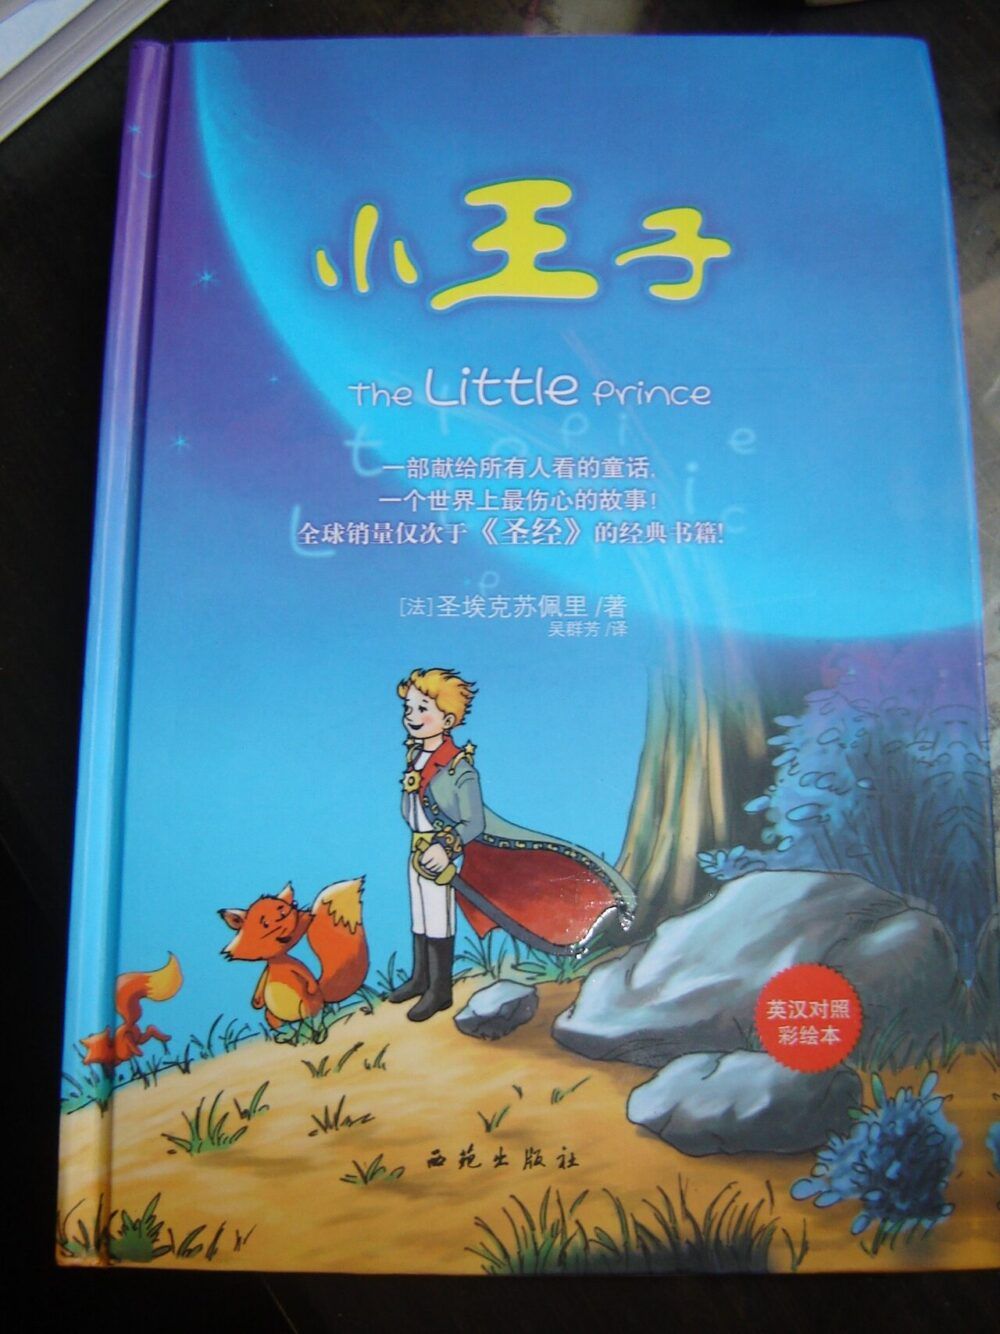 小王子
The Little Prince
一部献给所有人看的童话,
一个世界上最伤心的故事!
全球销量仅次于《圣经》的经典书籍!
[法]圣埃克苏佩里/著
吴群芳/译
英汉对照
彩绘本
西苑出版社